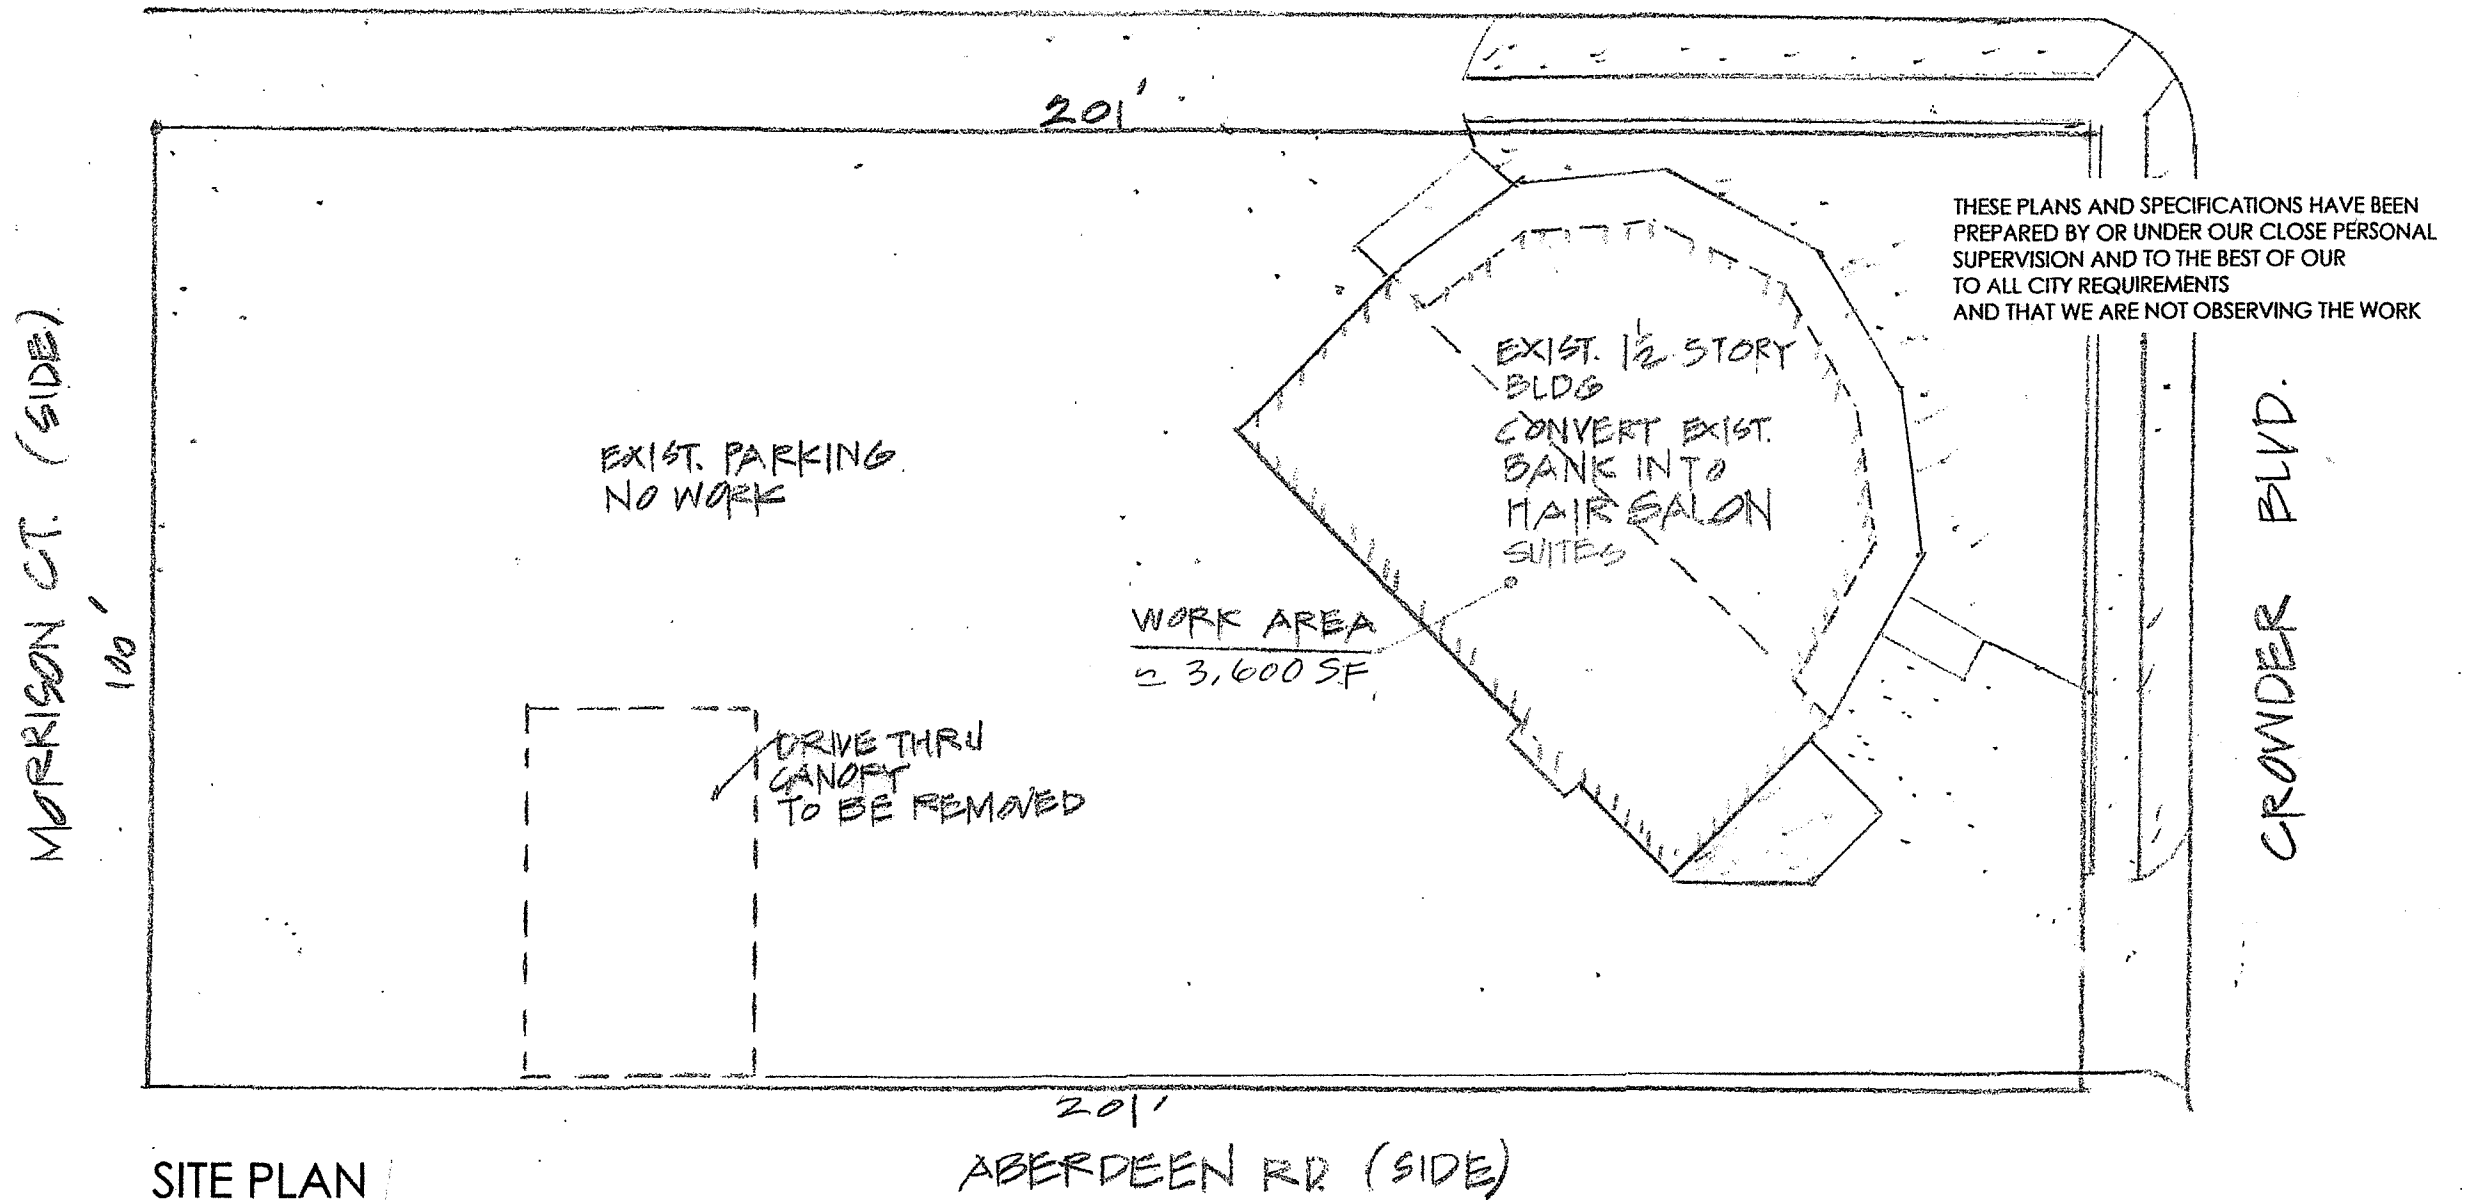 201'
THESE PLANS AND SPECIFICATIONS HAVE BEEN
PREPARED BY OR UNDER OUR CLOSE PERSONAL
SUPERVISION AND TO THE BEST OF OUR
TO ALL CITY REQUIREMENTS
AND THAT WE ARE NOT OBSERVING THE WORK
MORRISON CT. (SIDE)
100'
EXIST. PARKING
NO WORK
EXIST. 1½ STORY
BLDG
CONVERT EXIST.
BANK INTO
HAIR SALON
SUITES
WORK AREA
≃ 3,600 SF
CROWDER BLVD.
DRIVE THRU
CANOPY
TO BE REMOVED
201'
ABERDEEN RD. (SIDE)
SITE PLAN